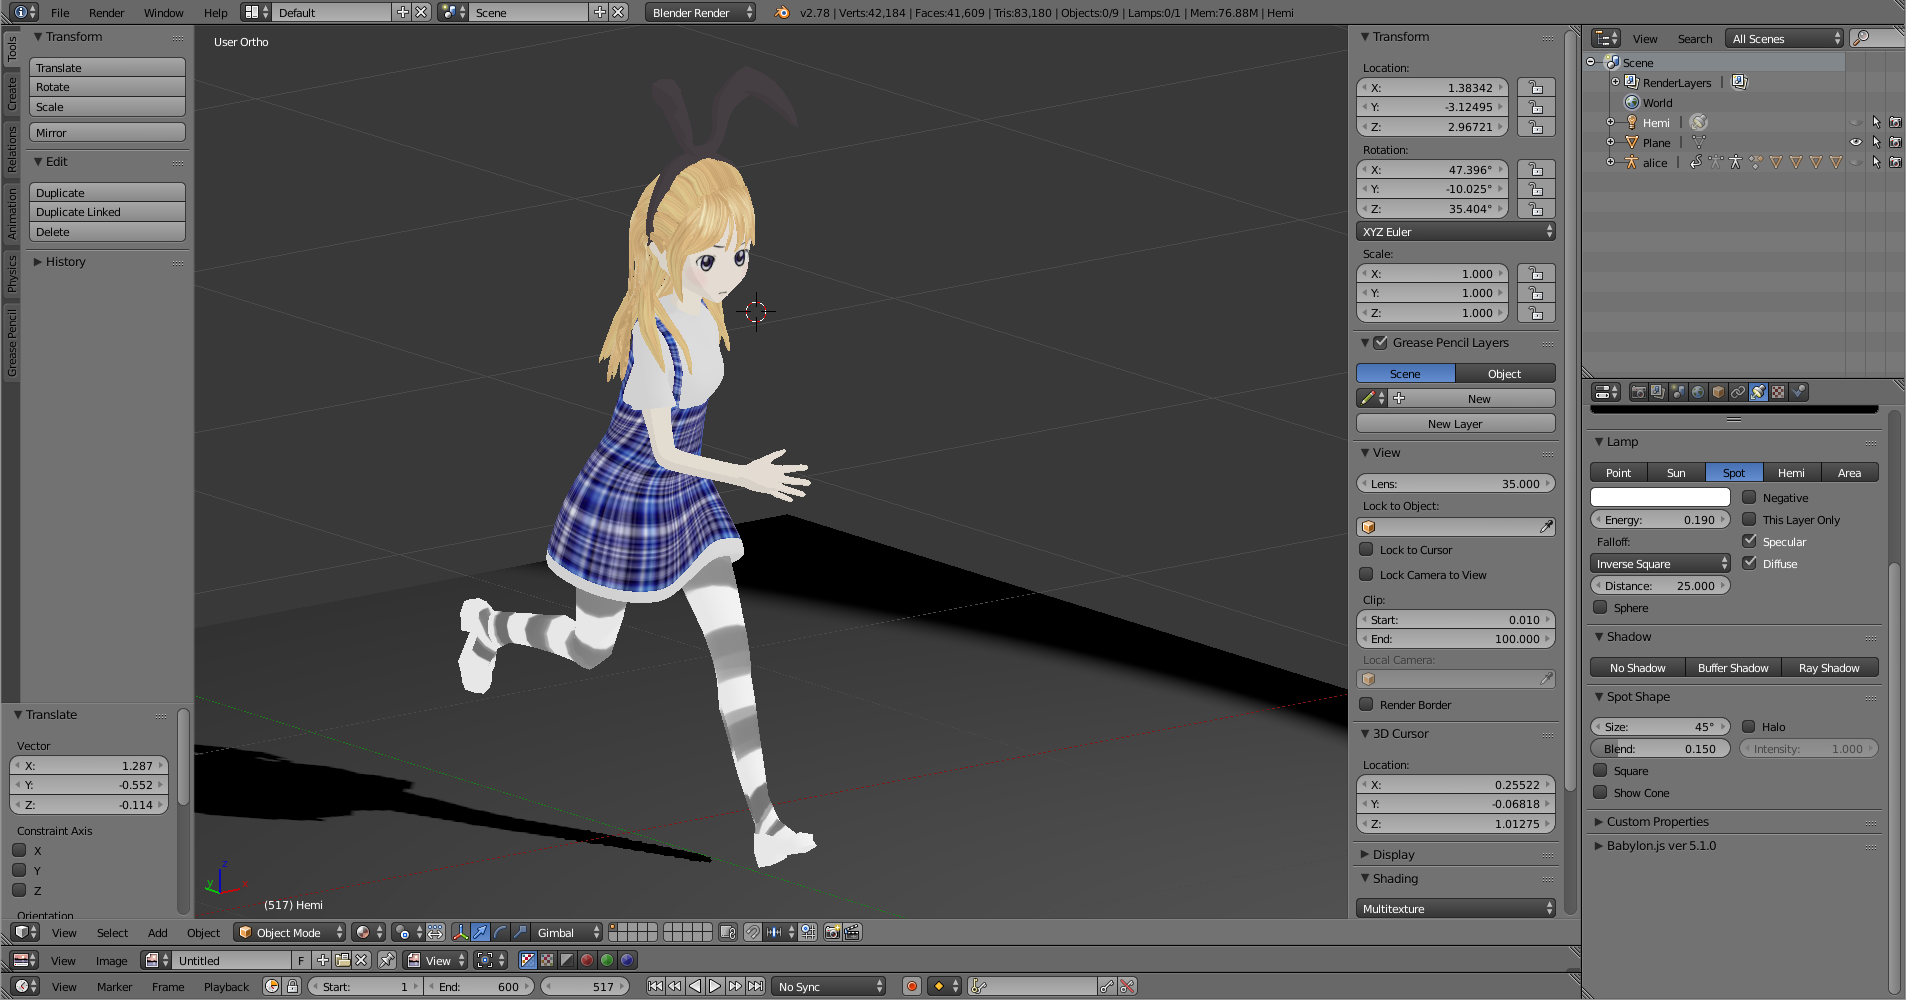 File Render Window Help Default Scene Blender Render v2.78 | Verts:42,184 | Faces:41,609 | Tris:83,180 | Objects:0/9 | Lamps:0/1 | Mem:76.88M | Hemi
Tools
Create
Relations
Animation
Physics
Grease Pencil
Transform
Translate
Rotate
Scale
Mirror
Edit
Duplicate
Duplicate Linked
Delete
History
Translate
Vector
X: 1.287
Y: -0.552
Z: -0.114
Constraint Axis
X
Y
Z
Orientation
User Ortho
z
y
x
(517) Hemi
Transform
Location:
X: 1.38342
Y: -3.12495
Z: 2.96721
Rotation:
X: 47.396°
Y: -10.025°
Z: 35.404°
XYZ Euler
Scale:
X: 1.000
Y: 1.000
Z: 1.000
Grease Pencil Layers
Scene Object
New
New Layer
View
Lens: 35.000
Lock to Object:
Lock to Cursor
Lock Camera to View
Clip:
Start: 0.010
End: 100.000
Local Camera:
Render Border
3D Cursor
Location:
X: 0.25522
Y: -0.06818
Z: 1.01275
Display
Shading
Multitexture
View Search All Scenes
Scene
RenderLayers |
World
Hemi |
Plane |
alice |
Lamp
Point Sun Spot Hemi Area
Negative
Energy: 0.190 This Layer Only
Falloff: Specular
Inverse Square Diffuse
Distance: 25.000
Sphere
Shadow
No Shadow Buffer Shadow Ray Shadow
Spot Shape
Size: 45° Halo
Blend: 0.150 Intensity: 1.000
Square
Show Cone
Custom Properties
Babylon.js ver 5.1.0
View Select Add Object Object Mode Gimbal
View Image Untitled F View
View Marker Frame Playback Start: 1 End: 600 517 No Sync